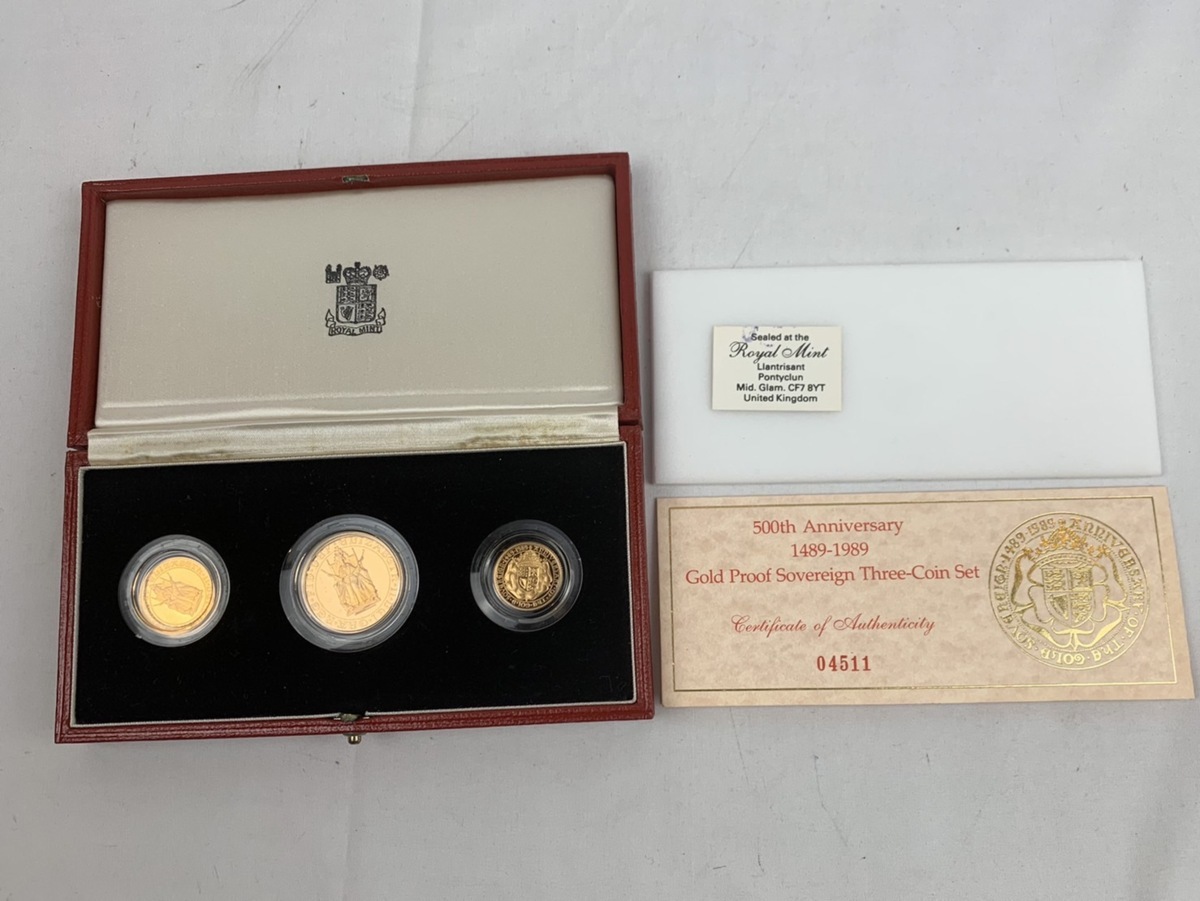 ROYAL MINT
Sealed at the
Royal Mint
Llantrisant
Pontyclun
Mid. Glam. CF7 8YT
United Kingdom
500th Anniversary
1489-1989
Gold Proof Sovereign Three-Coin Set
Certificate of Authenticity
04511